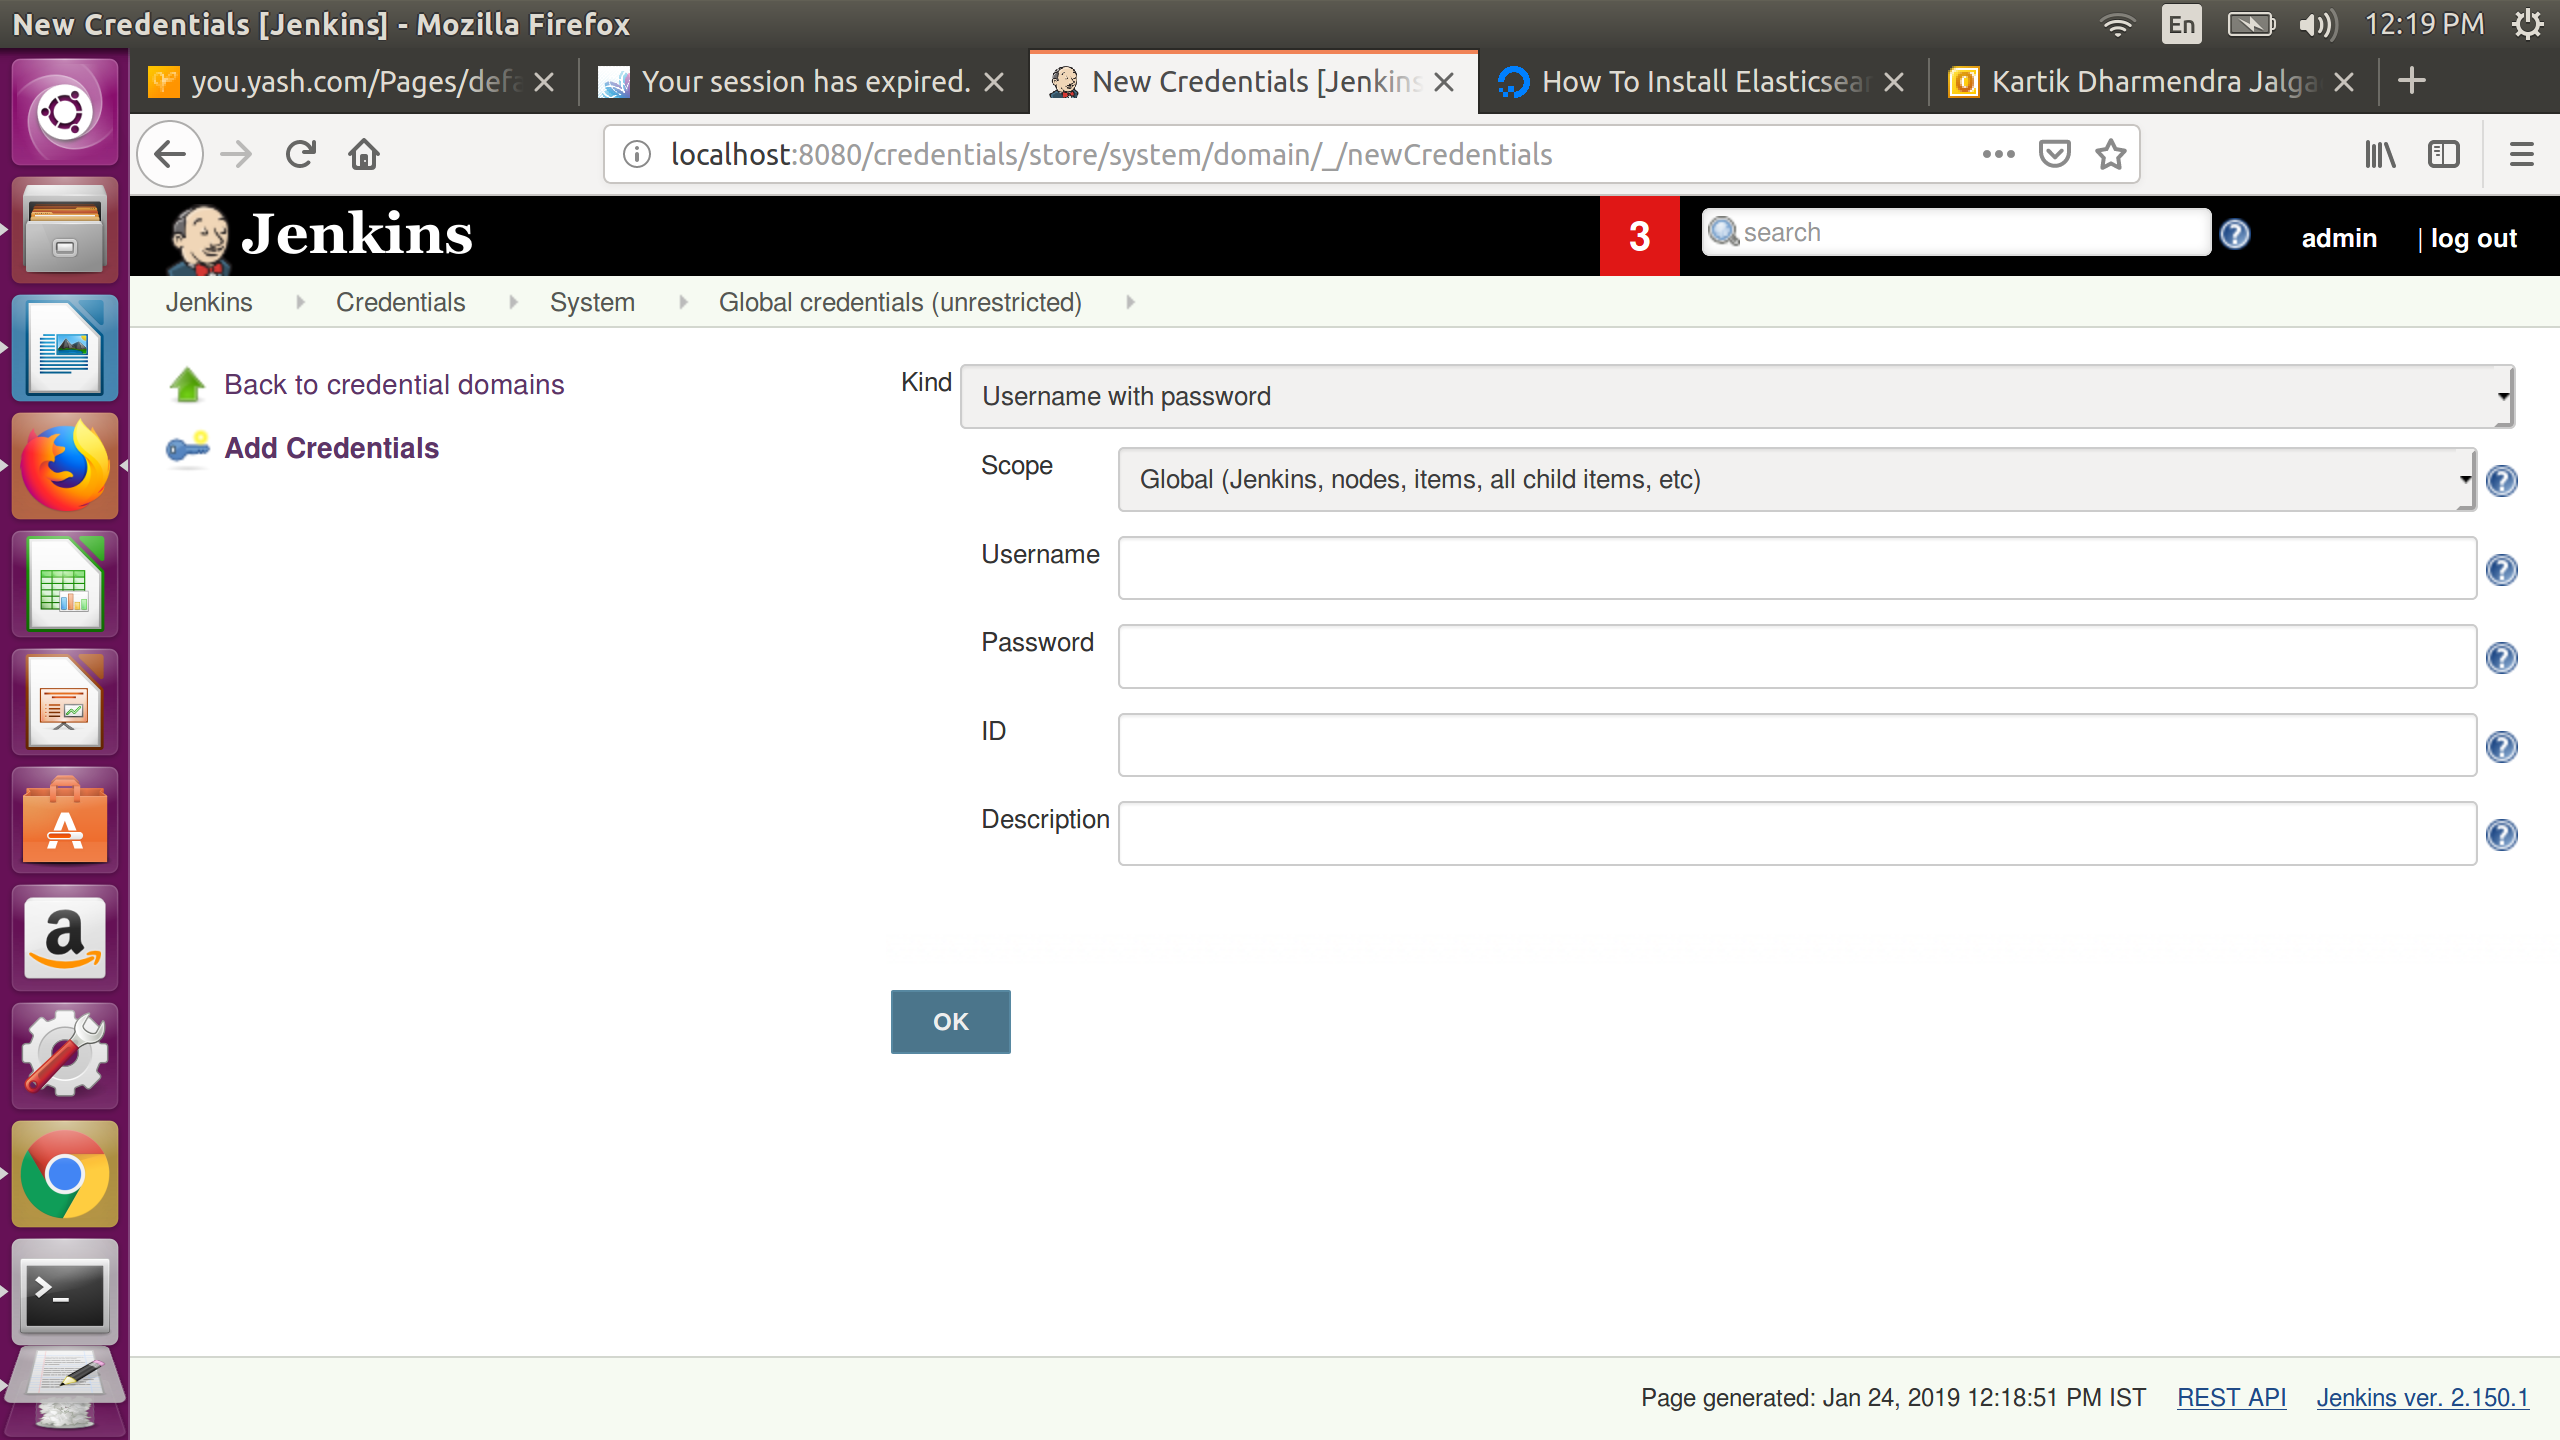 New Credentials [Jenkins] - Mozilla Firefox
En
12:19 PM
you.yash.com/Pages/defa
Your session has expired.
New Credentials [Jenkins
How To Install Elasticsear
Kartik Dharmendra Jalga
localhost:8080/credentials/store/system/domain/_/newCredentials
Jenkins
3
search
admin
| log out
Jenkins
Credentials
System
Global credentials (unrestricted)
Back to credential domains
Add Credentials
Kind
Username with password
Scope
Global (Jenkins, nodes, items, all child items, etc)
Username
Password
ID
Description
OK
Page generated: Jan 24, 2019 12:18:51 PM IST
REST API
Jenkins ver. 2.150.1